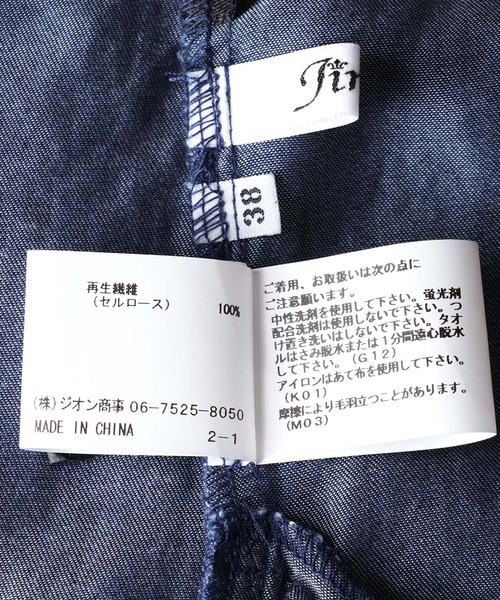 38
再生繊維
(セルロース) 100%
(株)ジオン商事 06-7525-8050
MADE IN CHINA
2-1
ご着用、お取扱いは次の点に
ご注意願います。
中性洗剤を使用して下さい。蛍光剤
配合洗剤は使用しないで下さい。つ
け置き洗いはしないで下さい。タオ
ルはさみ脱水または1分間遠心脱水
して下さい。(G12)
アイロンはあて布を使用して下さい。
(K01)
摩擦により毛羽立つことがあります。
(M03)